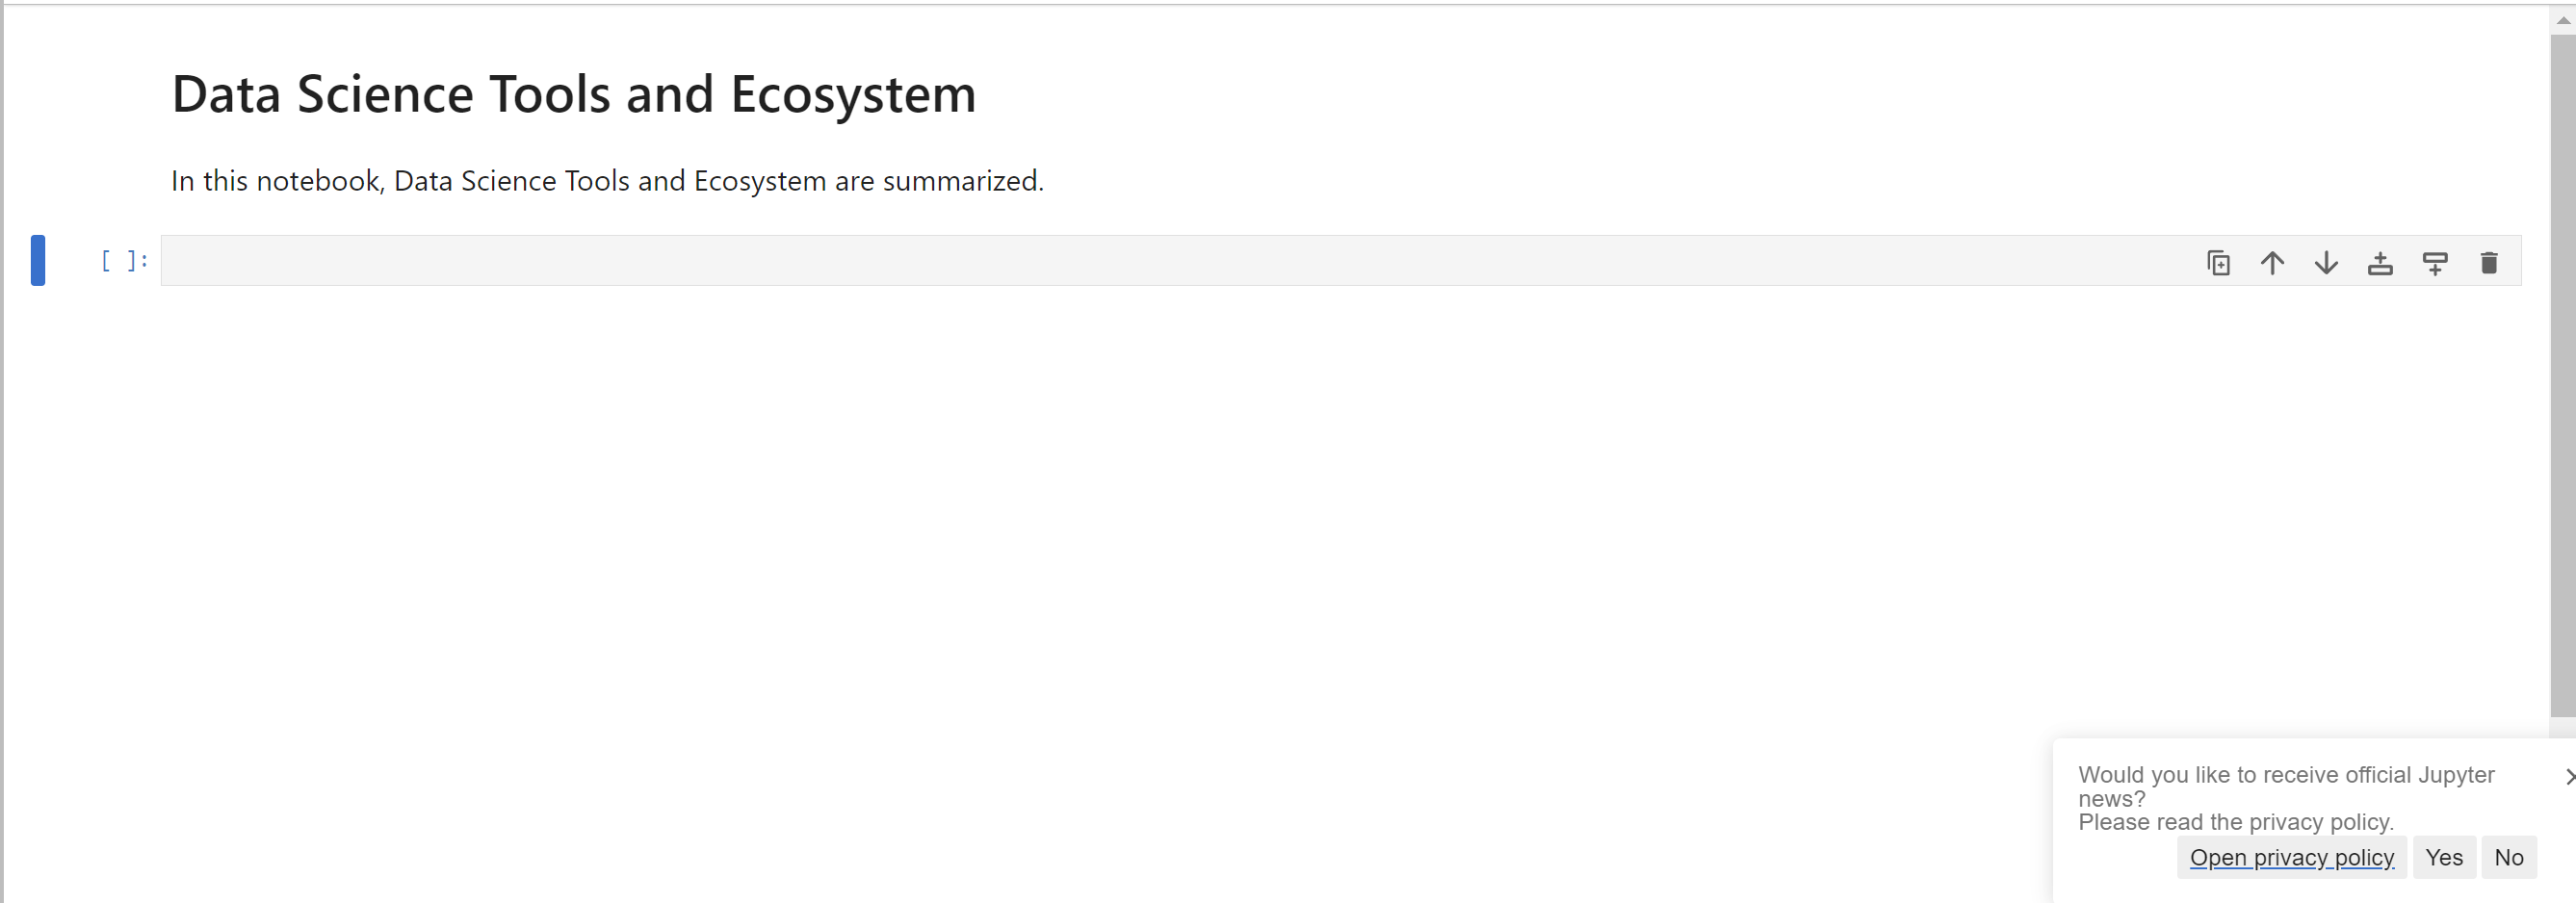 Data Science Tools and Ecosystem
In this notebook, Data Science Tools and Ecosystem are summarized.
[ ]:
Would you like to receive official Jupyter
news?
Please read the privacy policy.
Open privacy policy Yes No